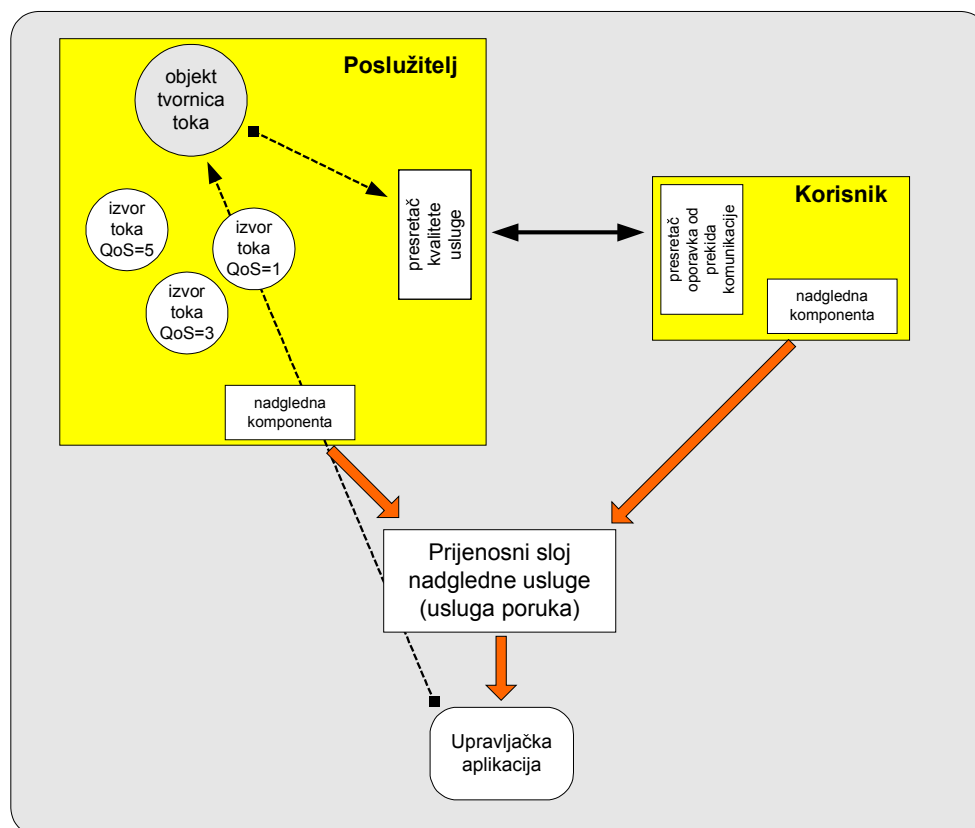 Poslužitelj
objekt
tvornica
toka
izvor
toka
QoS=5
izvor
toka
QoS=1
izvor
toka
QoS=3
presretač
kvalitete
usluge
nadgledna
komponenta
Korisnik
presretač
oporavka od
prekida
komunikacije
nadgledna
komponenta
Prijenosni sloj
nadgledne usluge
(usluga poruka)
Upravljačka
aplikacija